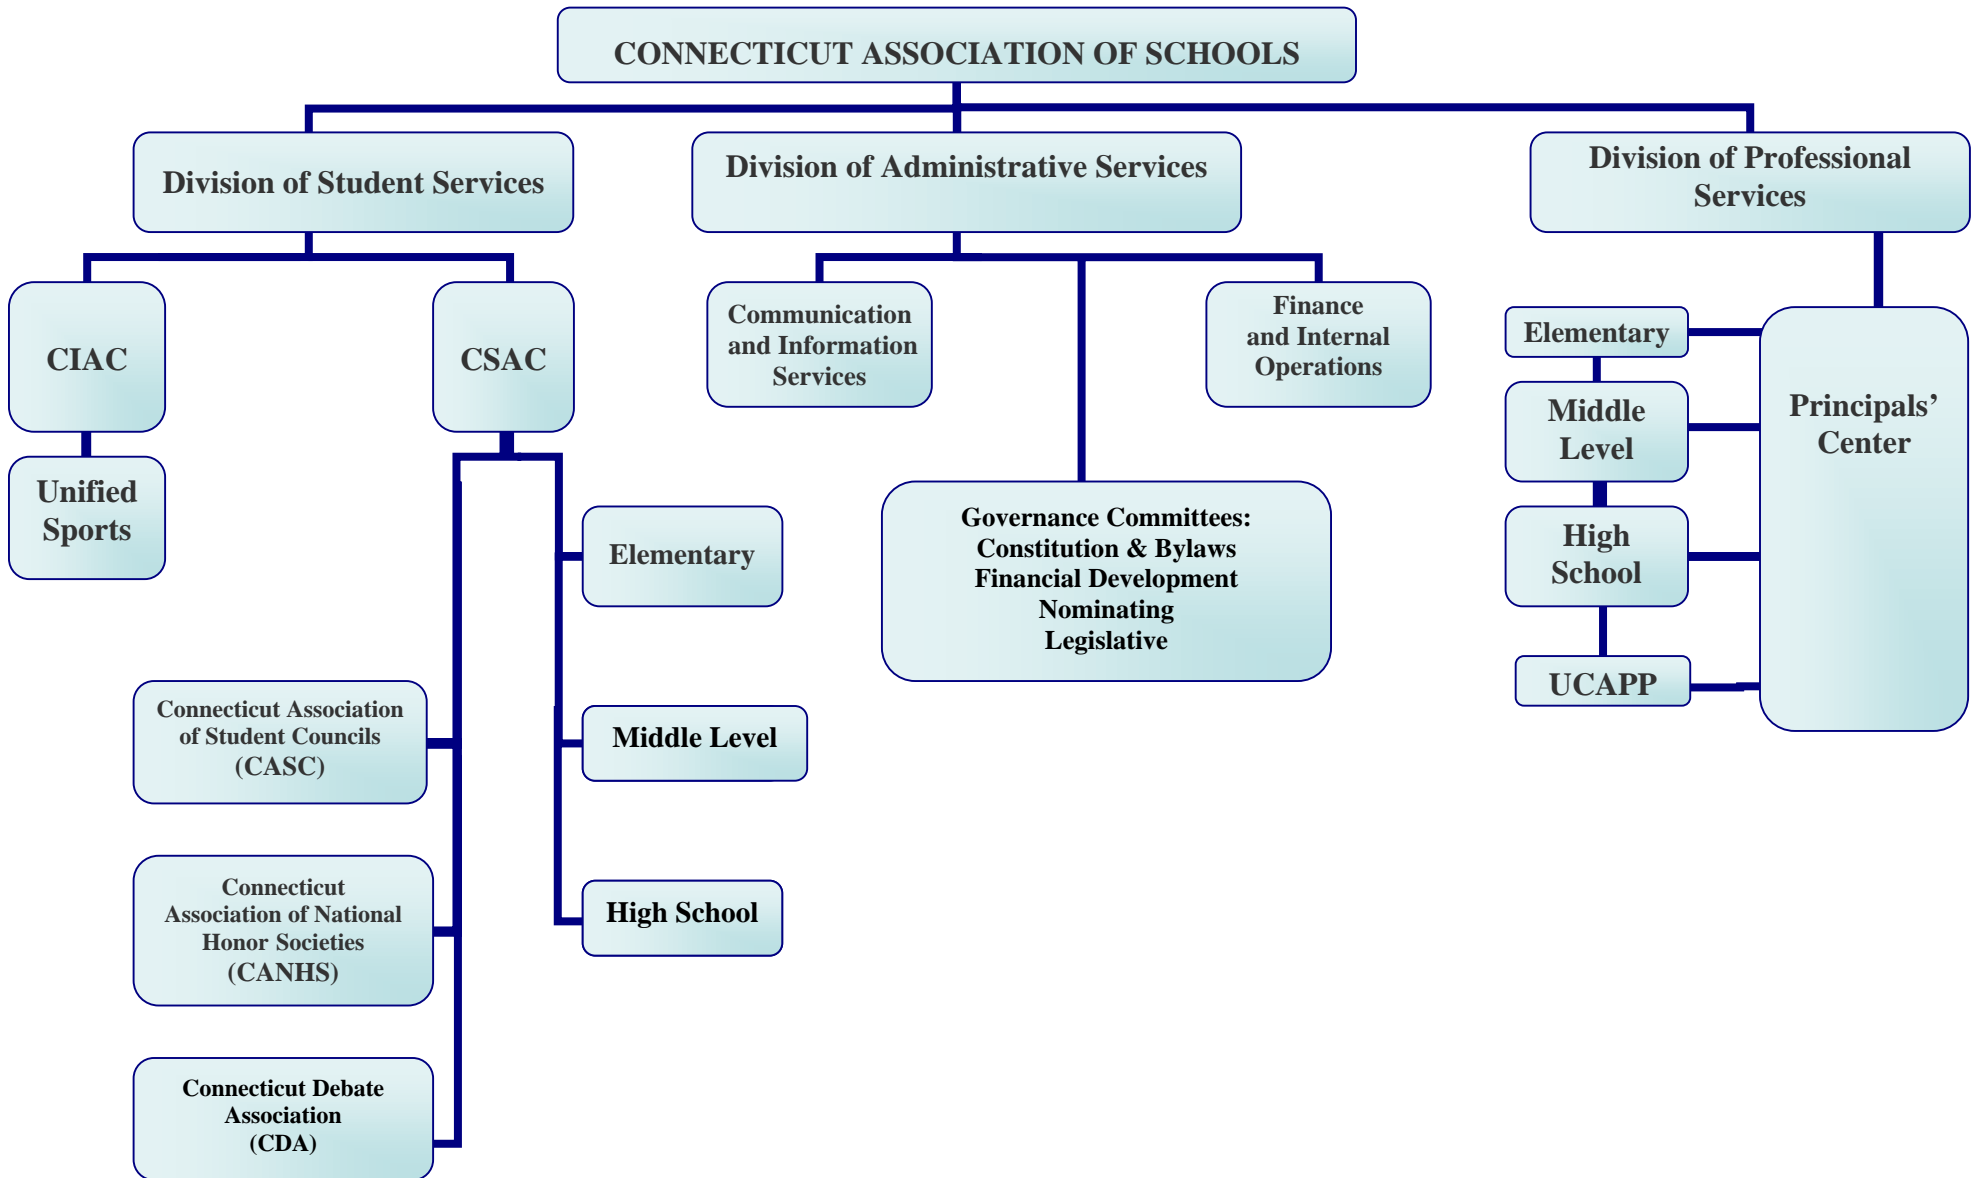 CONNECTICUT ASSOCIATION OF SCHOOLS
Division of Student Services
Division of Administrative Services
Division of Professional
Services
CIAC
CSAC
Communication
and Information
Services
Finance
and Internal
Operations
Elementary
Middle
Level
High
School
UCAPP
Principals’
Center
Unified
Sports
Governance Committees:
Constitution & Bylaws
Financial Development
Nominating
Legislative
Elementary
Middle Level
High School
Connecticut Association
of Student Councils
(CASC)
Connecticut
Association of National
Honor Societies
(CANHS)
Connecticut Debate
Association
(CDA)